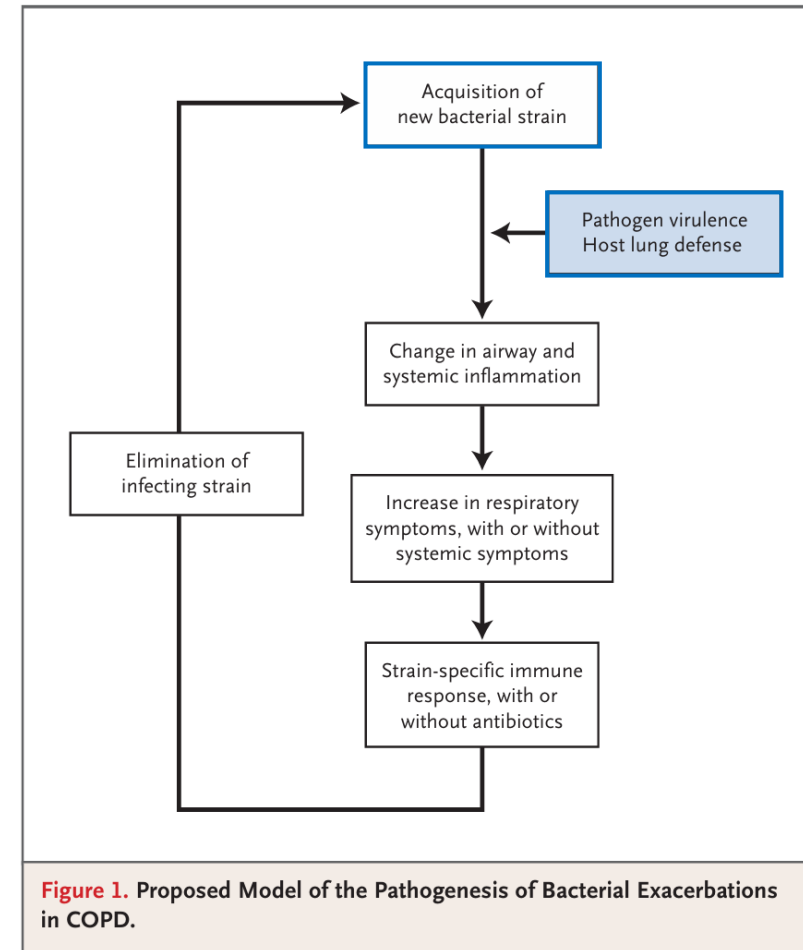 Acquisition of
new bacterial strain
Pathogen virulence
Host lung defense
Change in airway and
systemic inflammation
Elimination of
infecting strain
Increase in respiratory
symptoms, with or without
systemic symptoms
Strain-specific immune
response, with or
without antibiotics
Figure 1. Proposed Model of the Pathogenesis of Bacterial Exacerbations
in COPD.